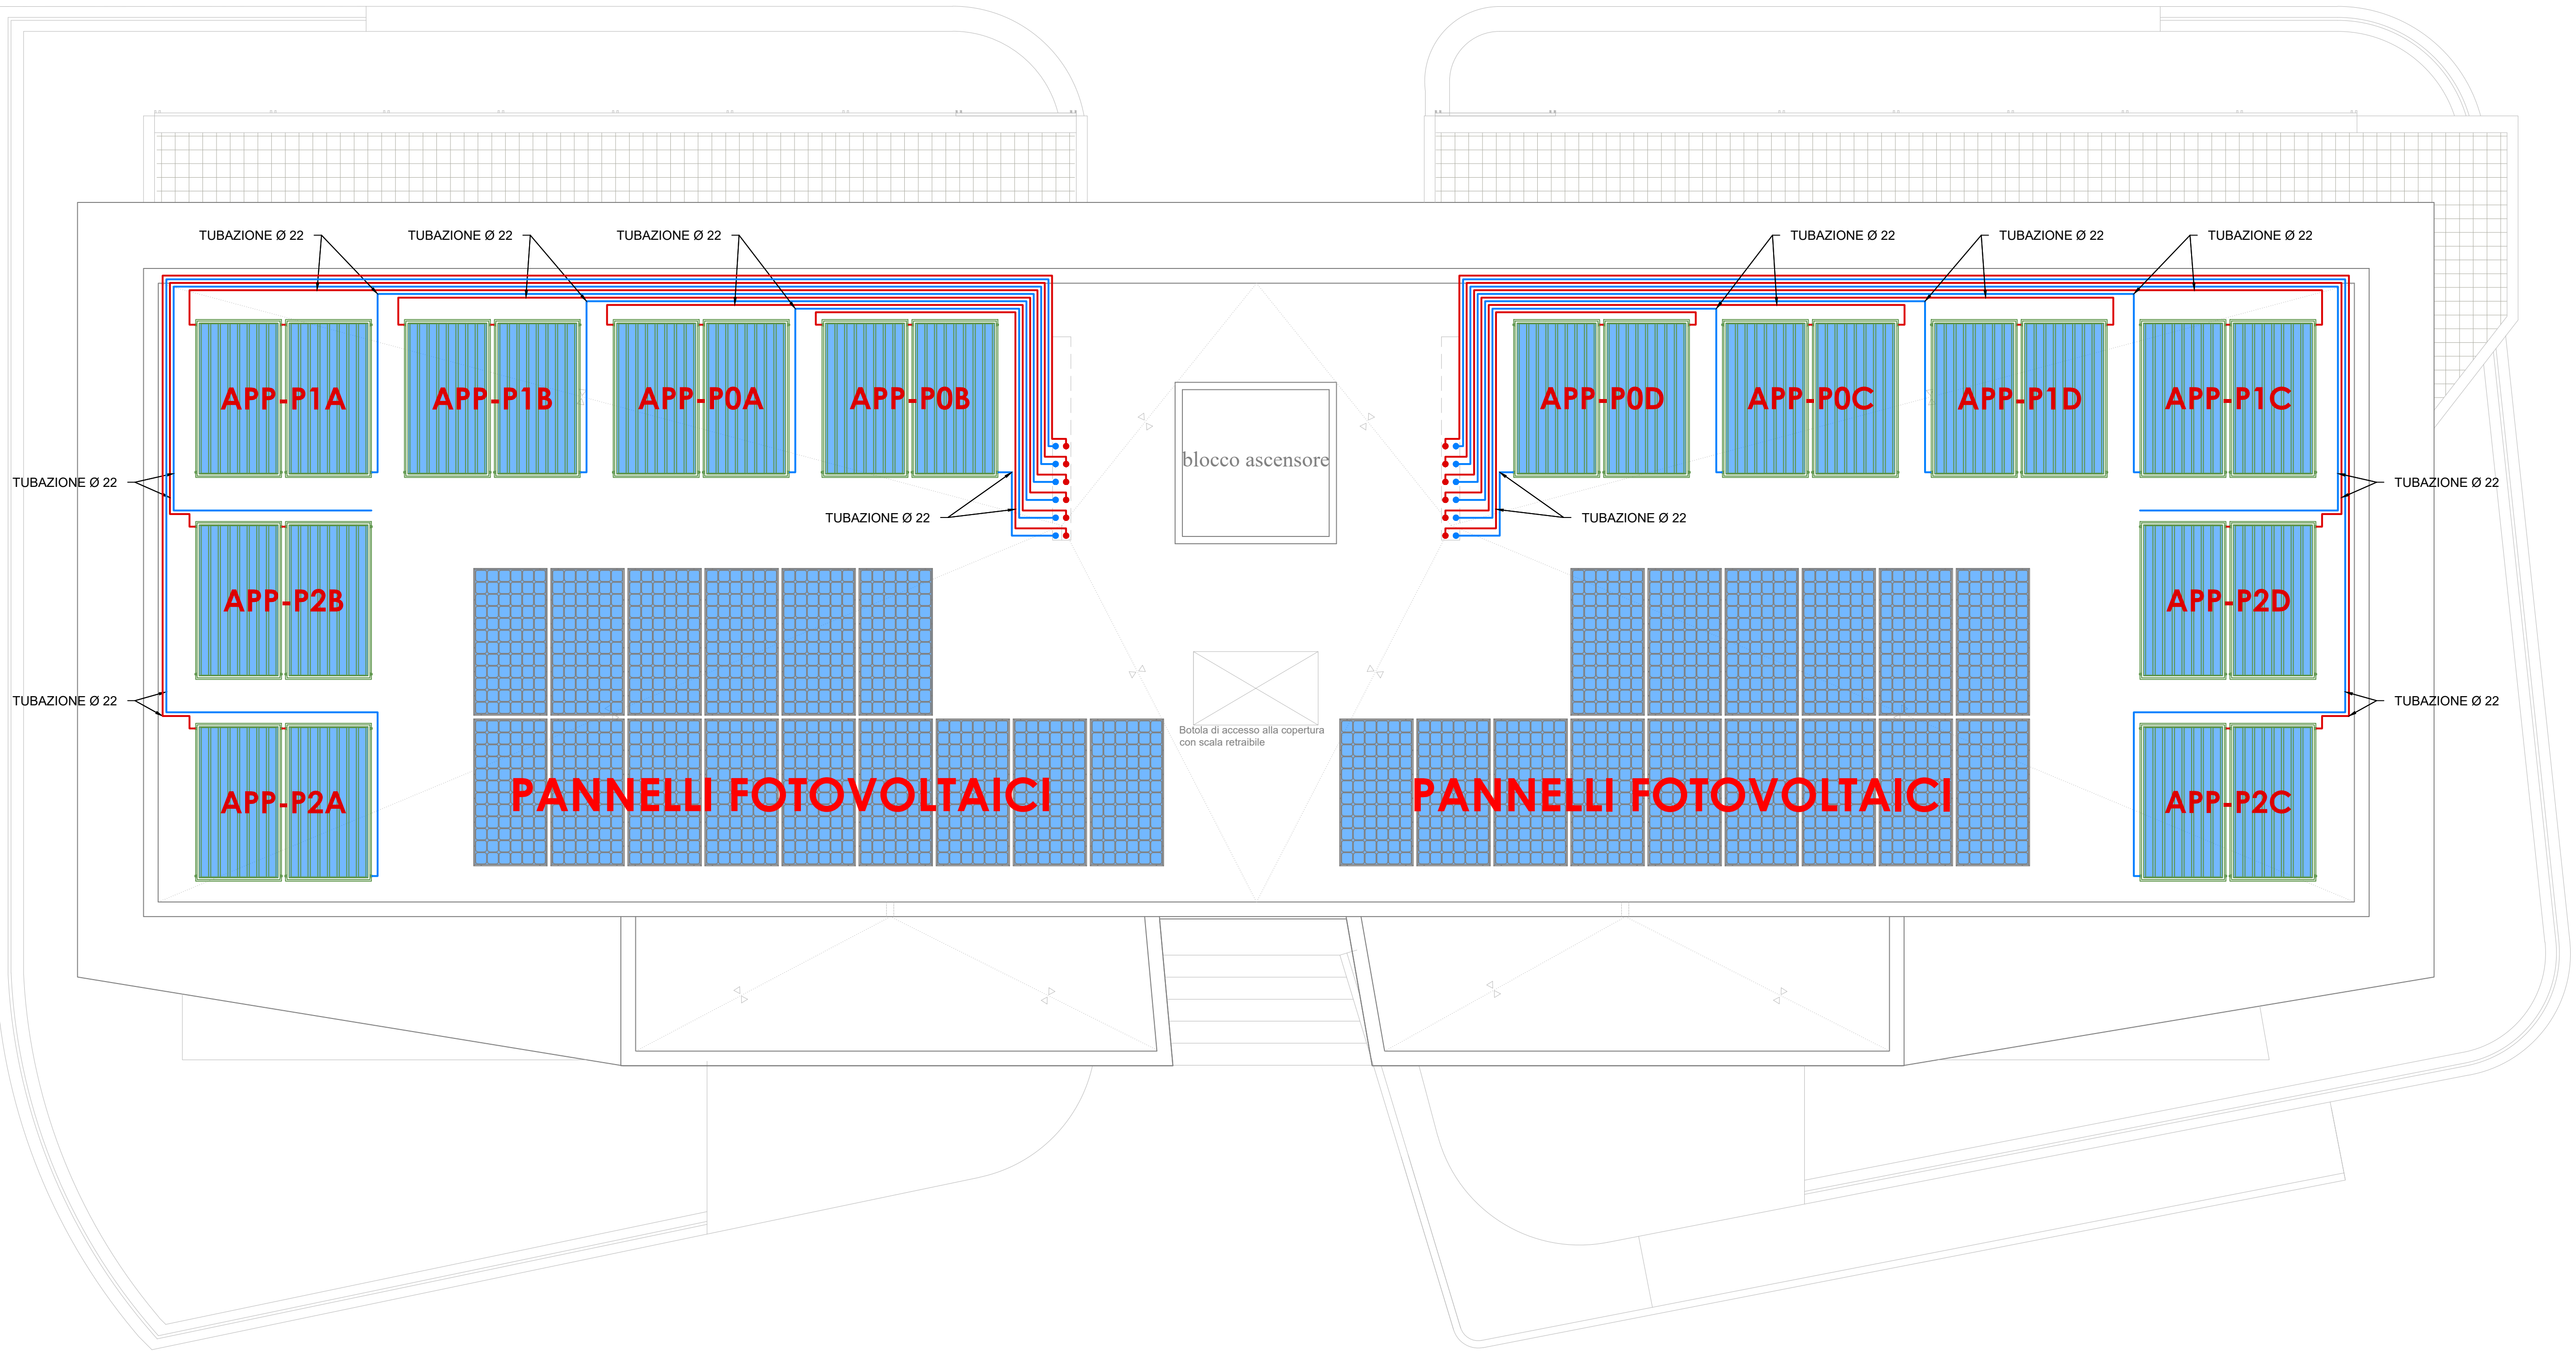 TUBAZIONE Ø 22
TUBAZIONE Ø 22
TUBAZIONE Ø 22
TUBAZIONE Ø 22
TUBAZIONE Ø 22
TUBAZIONE Ø 22
APP-P1A
APP-P1B
APP-P0A
APP-P0B
APP-P0D
APP-P0C
APP-P1D
APP-P1C
blocco ascensore
TUBAZIONE Ø 22
TUBAZIONE Ø 22
TUBAZIONE Ø 22
TUBAZIONE Ø 22
APP-P2B
APP-P2D
TUBAZIONE Ø 22
TUBAZIONE Ø 22
Botola di accesso alla copertura
con scala retraibile
PANNELLI FOTOVOLTAICI
PANNELLI FOTOVOLTAICI
APP-P2A
APP-P2C